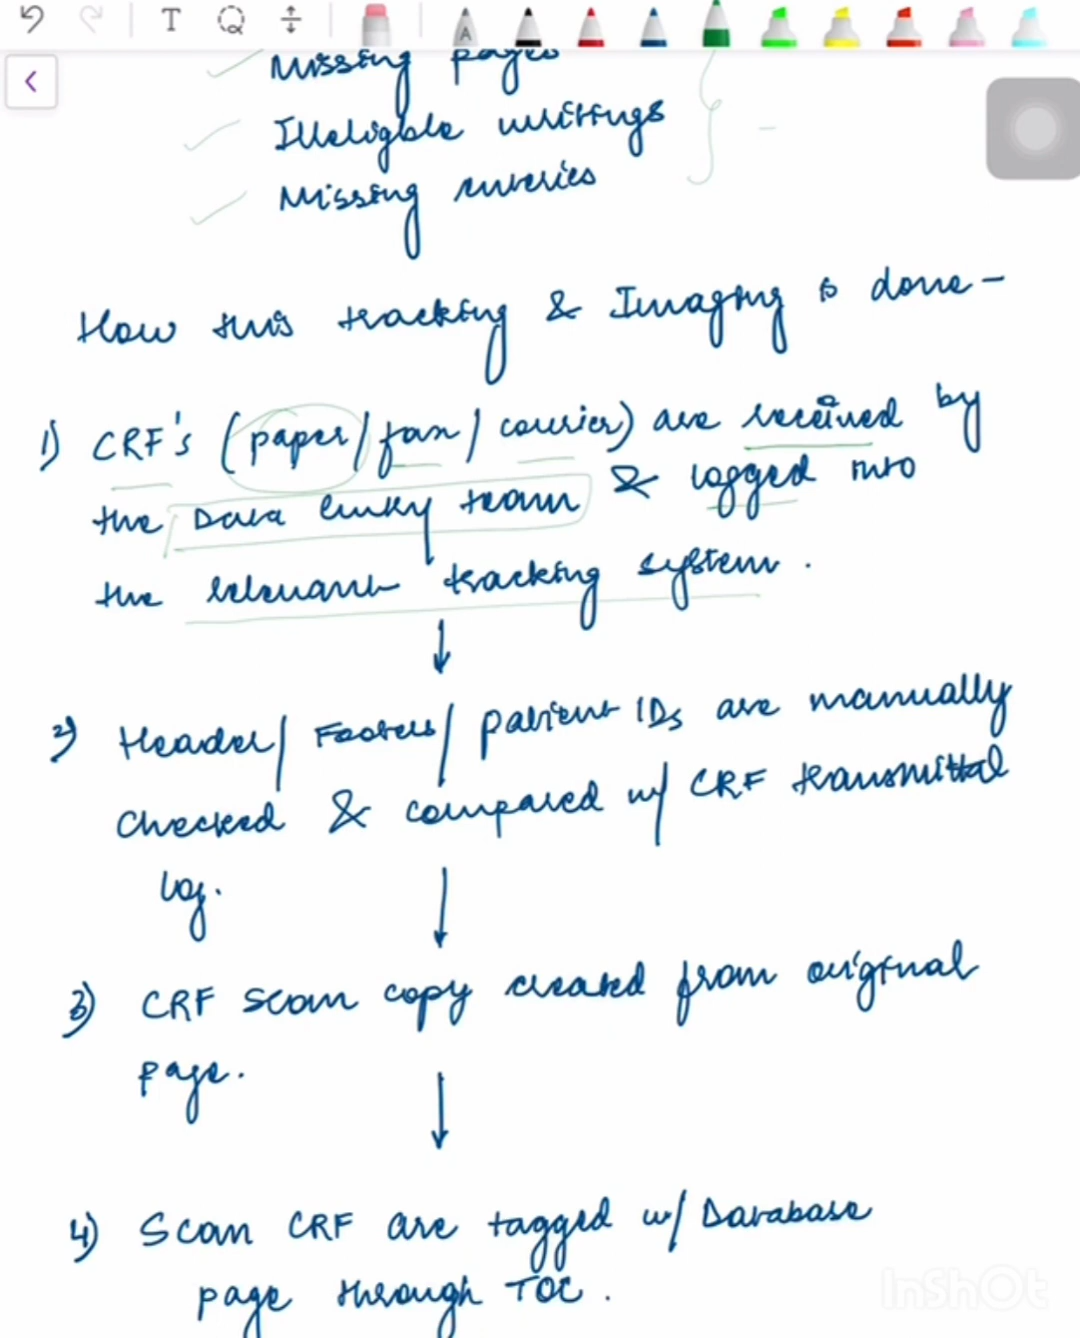 Missing pages
Illeligble writings
Missing queries
How this tracking & Imaging is done -
1) CRF's (paper/fax/courier) are received by
the Data Entry team & logged into
the relevant tracking system.
2) Header/Footers/patient IDs are manually
checked & compared w/ CRF transmittal
log.
3) CRF scan copy created from original
page.
4) Scan CRF are tagged w/ Database
page through TOC.
InShOt